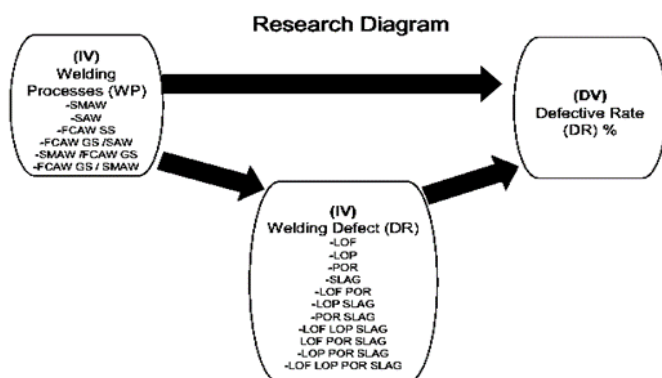 Research Diagram
(IV)
Welding
Processes (WP)
-SMAW
-SAW
-FCAW SS
-FCAW GS /SAW
-SMAW /FCAW GS
-FCAW GS / SMAW
(DV)
Defective Rate
(DR) %
(IV)
Welding Defect (DR)
-LOF
-LOP
-POR
-SLAG
-LOF POR
-LOP SLAG
-POR SLAG
-LOF LOP SLAG
LOF POR SLAG
-LOP POR SLAG
-LOF LOP POR SLAG